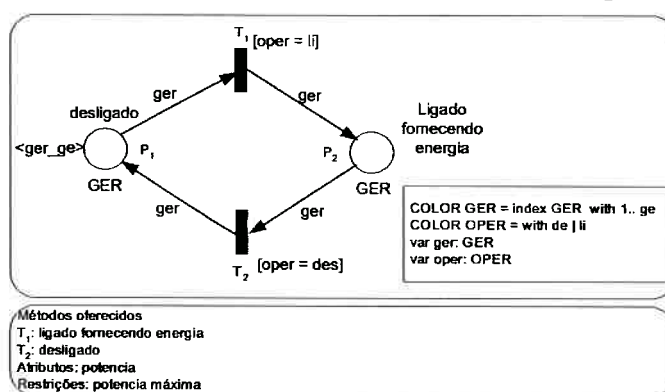 T1 [oper = li]
ger
ger
desligado
Ligado
fornecendo
energia
<ger_ge>
P1
P2
GER
GER
ger
ger
T2 [oper = des]
COLOR GER = index GER with 1.. ge
COLOR OPER = with de | li
var ger: GER
var oper: OPER
Métodos oferecidos
T1: ligado fornecendo energia
T2: desligado
Atributos: potencia
Restrições: potencia máxima